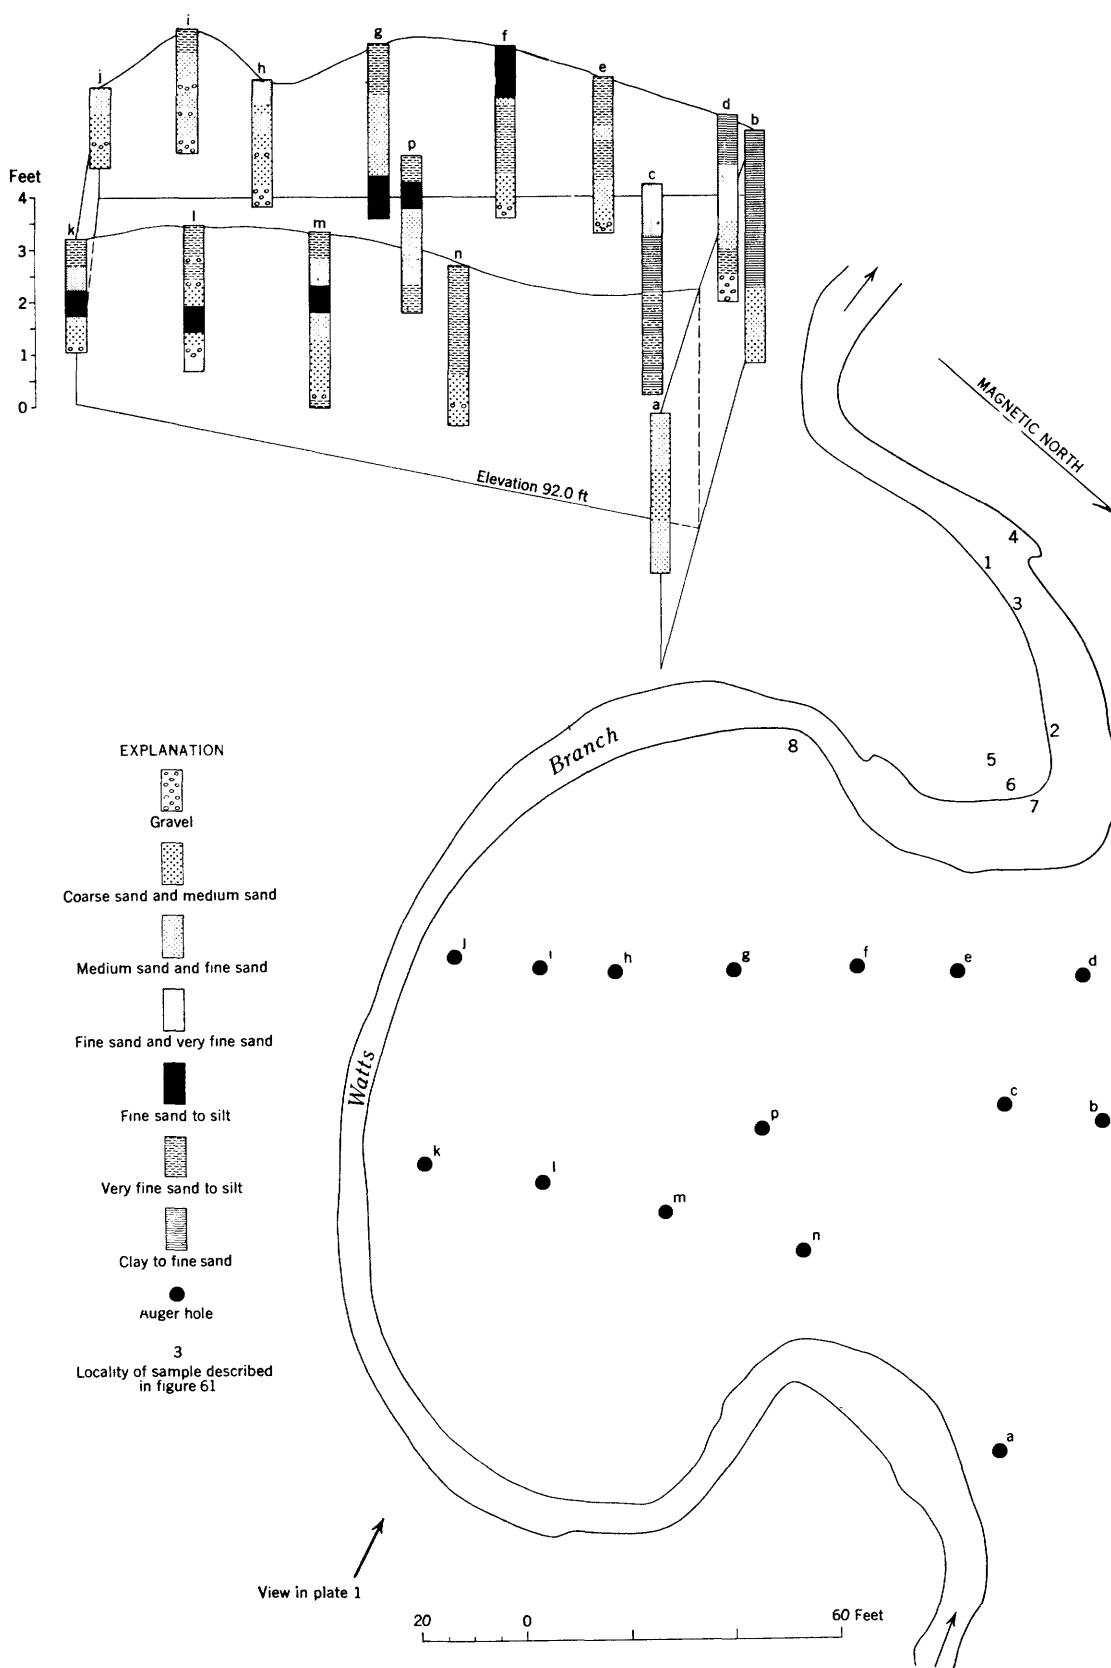 i
g
f
j
h
e
d
b
p
c
Feet
4
k
l
m
n
3
2
1
0
a
Elevation 92.0 ft
MAGNETIC NORTH
4
1
3
2
5
6
7
8
Branch
EXPLANATION
Gravel
Coarse sand and medium sand
Medium sand and fine sand
Fine sand and very fine sand
Fine sand to silt
Very fine sand to silt
Clay to fine sand
Auger hole
3
Locality of sample described
in figure 61
j
i
h
g
f
e
d
Watts
c
b
p
k
l
m
n
a
View in plate 1
20 0 60 Feet